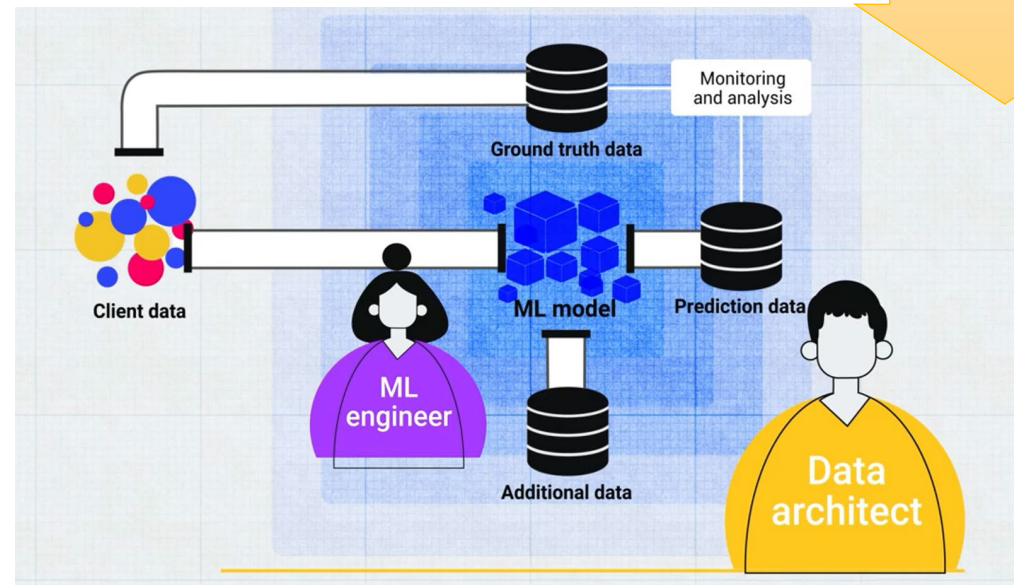 Monitoring
and analysis
Ground truth data
Client data
ML model
Prediction data
ML
engineer
Additional data
Data
architect